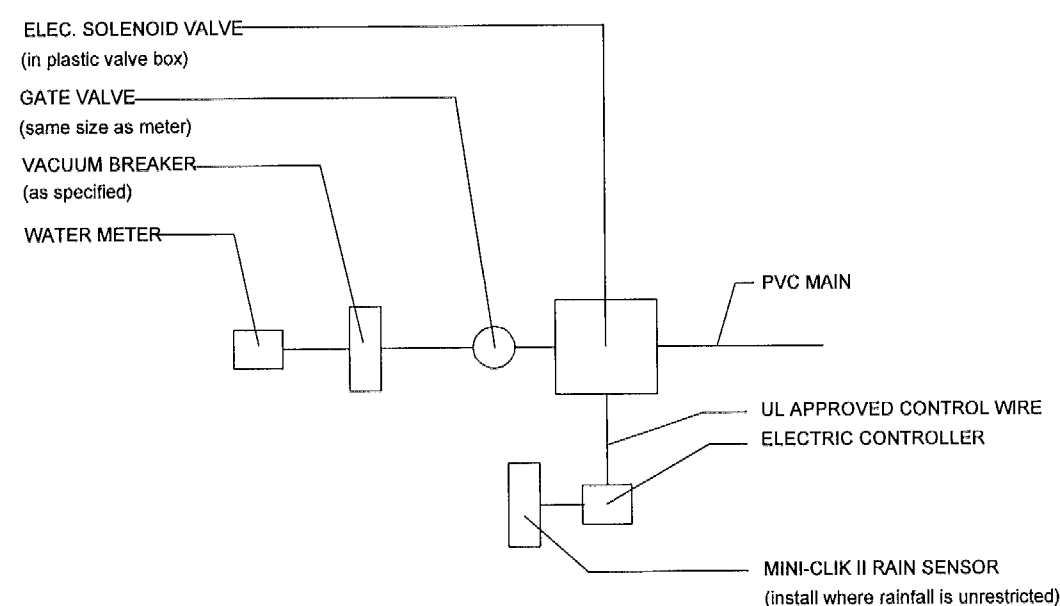 ELEC. SOLENOID VALVE
(in plastic valve box)
GATE VALVE
(same size as meter)
VACUUM BREAKER
(as specified)
WATER METER
PVC MAIN
UL APPROVED CONTROL WIRE
ELECTRIC CONTROLLER
MINI-CLIK II RAIN SENSOR
(install where rainfall is unrestricted)